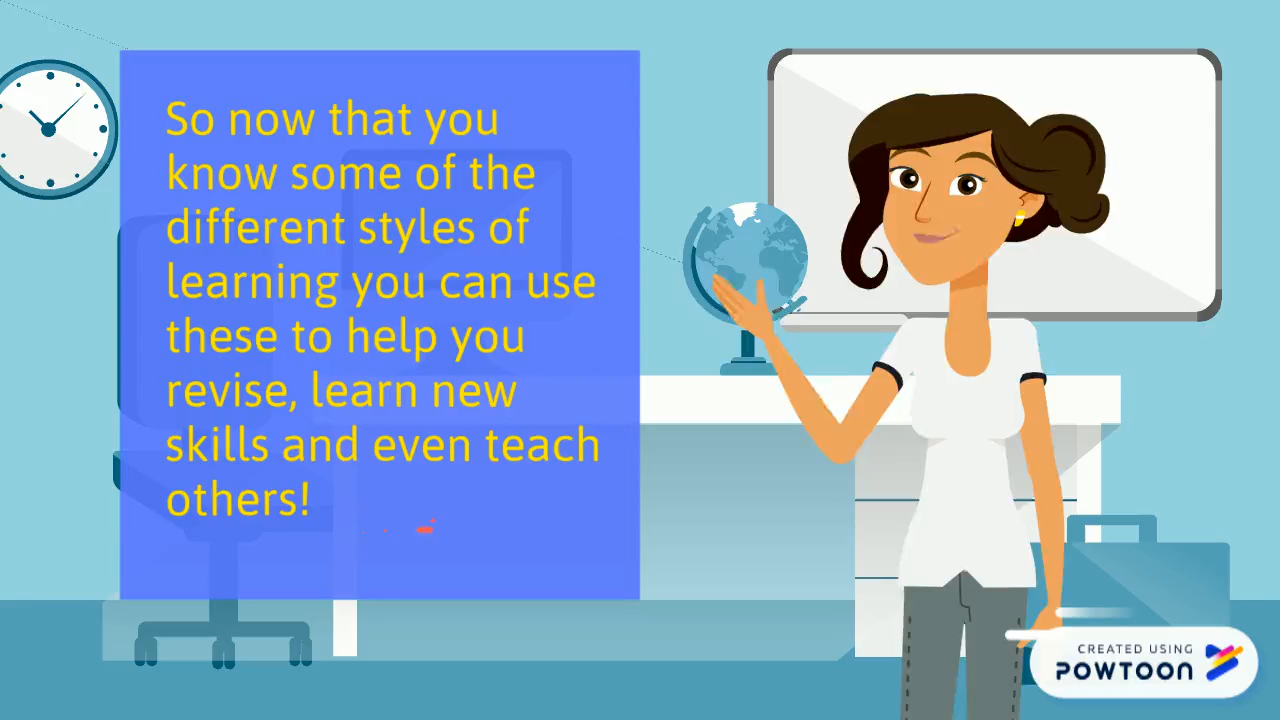 So now that you
know some of the
different styles of
learning you can use
these to help you
revise, learn new
skills and even teach
others!
CREATED USING
POWTOON